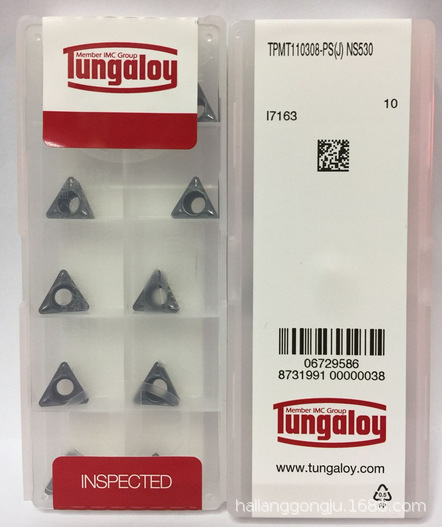 Member IMC Group
Tungaloy
INSPECTED
TPMT110308-PS(J) NS530
10
I7163
06729586
8731991 00000038
Member IMC Group
Tungaloy
www.tungaloy.com
hailanggongju.1688.com